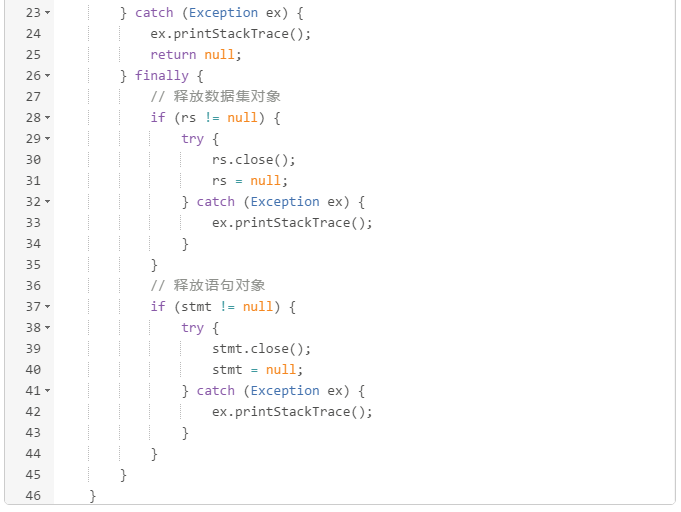 23 } catch (Exception ex) {
24 ex.printStackTrace();
25 return null;
26 } finally {
27 // 释放数据集对象
28 if (rs != null) {
29 try {
30 rs.close();
31 rs = null;
32 } catch (Exception ex) {
33 ex.printStackTrace();
34 }
35 }
36 // 释放语句对象
37 if (stmt != null) {
38 try {
39 stmt.close();
40 stmt = null;
41 } catch (Exception ex) {
42 ex.printStackTrace();
43 }
44 }
45 }
46 }